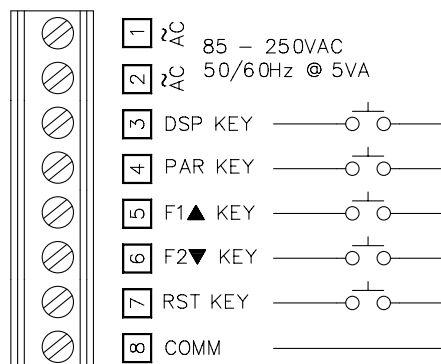 1 ~AC 85 - 250VAC
2 ~AC 50/60Hz @ 5VA
3 DSP KEY
4 PAR KEY
5 F1▲ KEY
6 F2▼ KEY
7 RST KEY
8 COMM